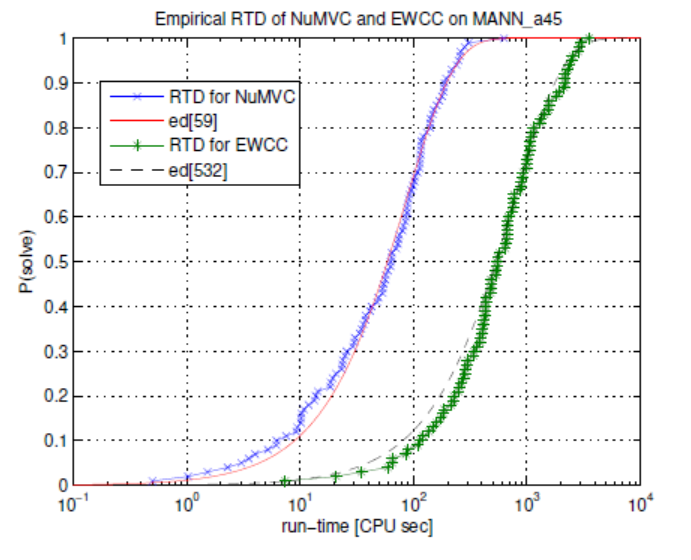 Empirical RTD of NuMVC and EWCC on MANN_a45
1
0.9
0.8
0.7
0.6
0.5
0.4
0.3
0.2
0.1
0
P(solve)
RTD for NuMVC
ed[59]
RTD for EWCC
ed[532]
10^-1
10^0
10^1
10^2
10^3
10^4
run-time [CPU sec]